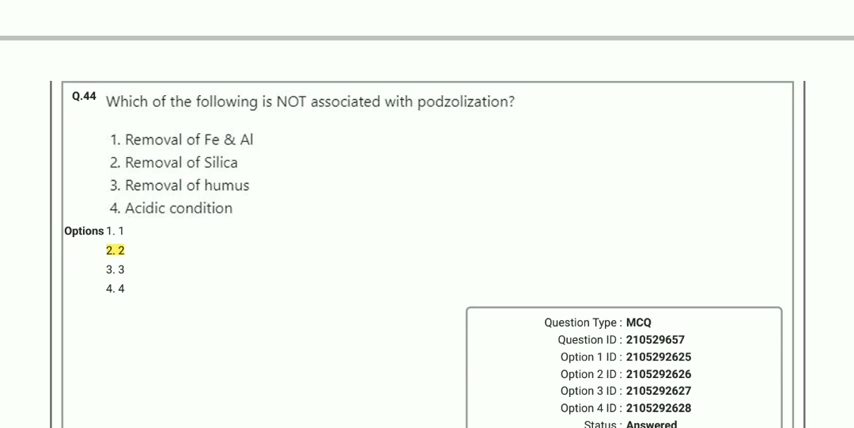 Q.44 Which of the following is NOT associated with podzolization?
1. Removal of Fe & Al
2. Removal of Silica
3. Removal of humus
4. Acidic condition
Options 1. 1
2. 2
3. 3
4. 4
Question Type : MCQ
Question ID : 210529657
Option 1 ID : 2105292625
Option 2 ID : 2105292626
Option 3 ID : 2105292627
Option 4 ID : 2105292628
Status : Answered